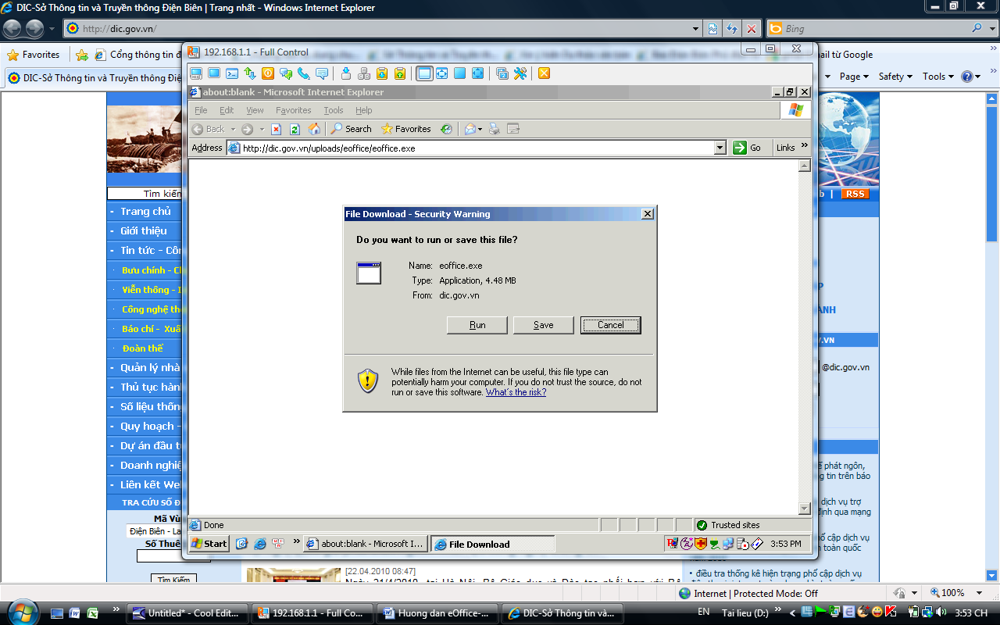 DIC-Sở Thông tin và Truyền thông Điện Biên | Trang nhất - Windows Internet Explorer
http://dic.gov.vn/
Bing
Favorites
Cổng thông tin đ
mail từ Google
DIC-Sở Thông tin và Truyền thông Điệ
Page
Safety
Tools
192.168.1.1 - Full Control
about:blank - Microsoft Internet Explorer
File Edit View Favorites Tools Help
Back
Search
Favorites
Address
http://dic.gov.vn/uploads/eoffice/eoffice.exe
Go
Links
File Download - Security Warning
Do you want to run or save this file?
Name: eoffice.exe
Type: Application, 4.48 MB
From: dic.gov.vn
Run
Save
Cancel
While files from the Internet can be useful, this file type can
potentially harm your computer. If you do not trust the source, do not
run or save this software. What's the risk?
Done
Trusted sites
Start
about:blank - Microsoft I...
File Download
3:53 PM
Tìm kiếm
- Trang chủ
- Giới thiệu
- Tin tức - Côn
· Bưu chính - C
· Viễn thông - I
· Công nghệ th
· Báo chí - Xuấ
· Đoàn thể
- Quản lý nhà
- Thủ tục hàn
- Số liệu thốn
- Quy hoạch -
- Dự án đầu t
- Doanh nghiệ
- Liên kết We
TRA CỨU SỐ Đ
Mã Vù
Điện Biên - La
Số Thuê
Tìm Kiếm
b |
RSS
P
ÀNH
.VN
@dic.gov.vn
ể phát ngôn,
ng tin trên báo
dịch vụ trợ
định qua mạng
ổ cập dịch vụ
n toàn quốc
• điều tra thống kê hiện trạng phổ cập dịch vụ
[22.04.2010 08:47]
Ngày 21/4/2010, tại Hà Nội, Bộ Giáo dục và Đào tạo phối hợp với Bộ
Internet | Protected Mode: Off
100%
Untitled* - Cool Edit...
192.168.1.1 - Full Co...
Huong dan eOffice-...
DIC-Sở Thông tin và...
EN
Tai lieu (D:)
3:53 CH